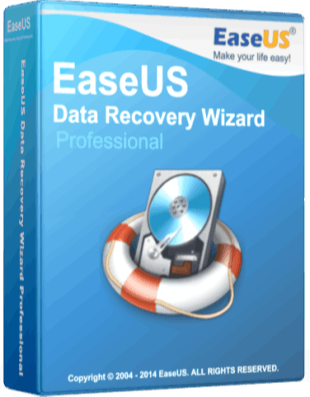 EaseUS
EaseUS®
Make your life easy!
EaseUS
Data Recovery Wizard
Professional
EaseUS Data Recovery Wizard Professional
Copyright © 2004 - 2014 EaseUS. ALL RIGHTS RESERVED.